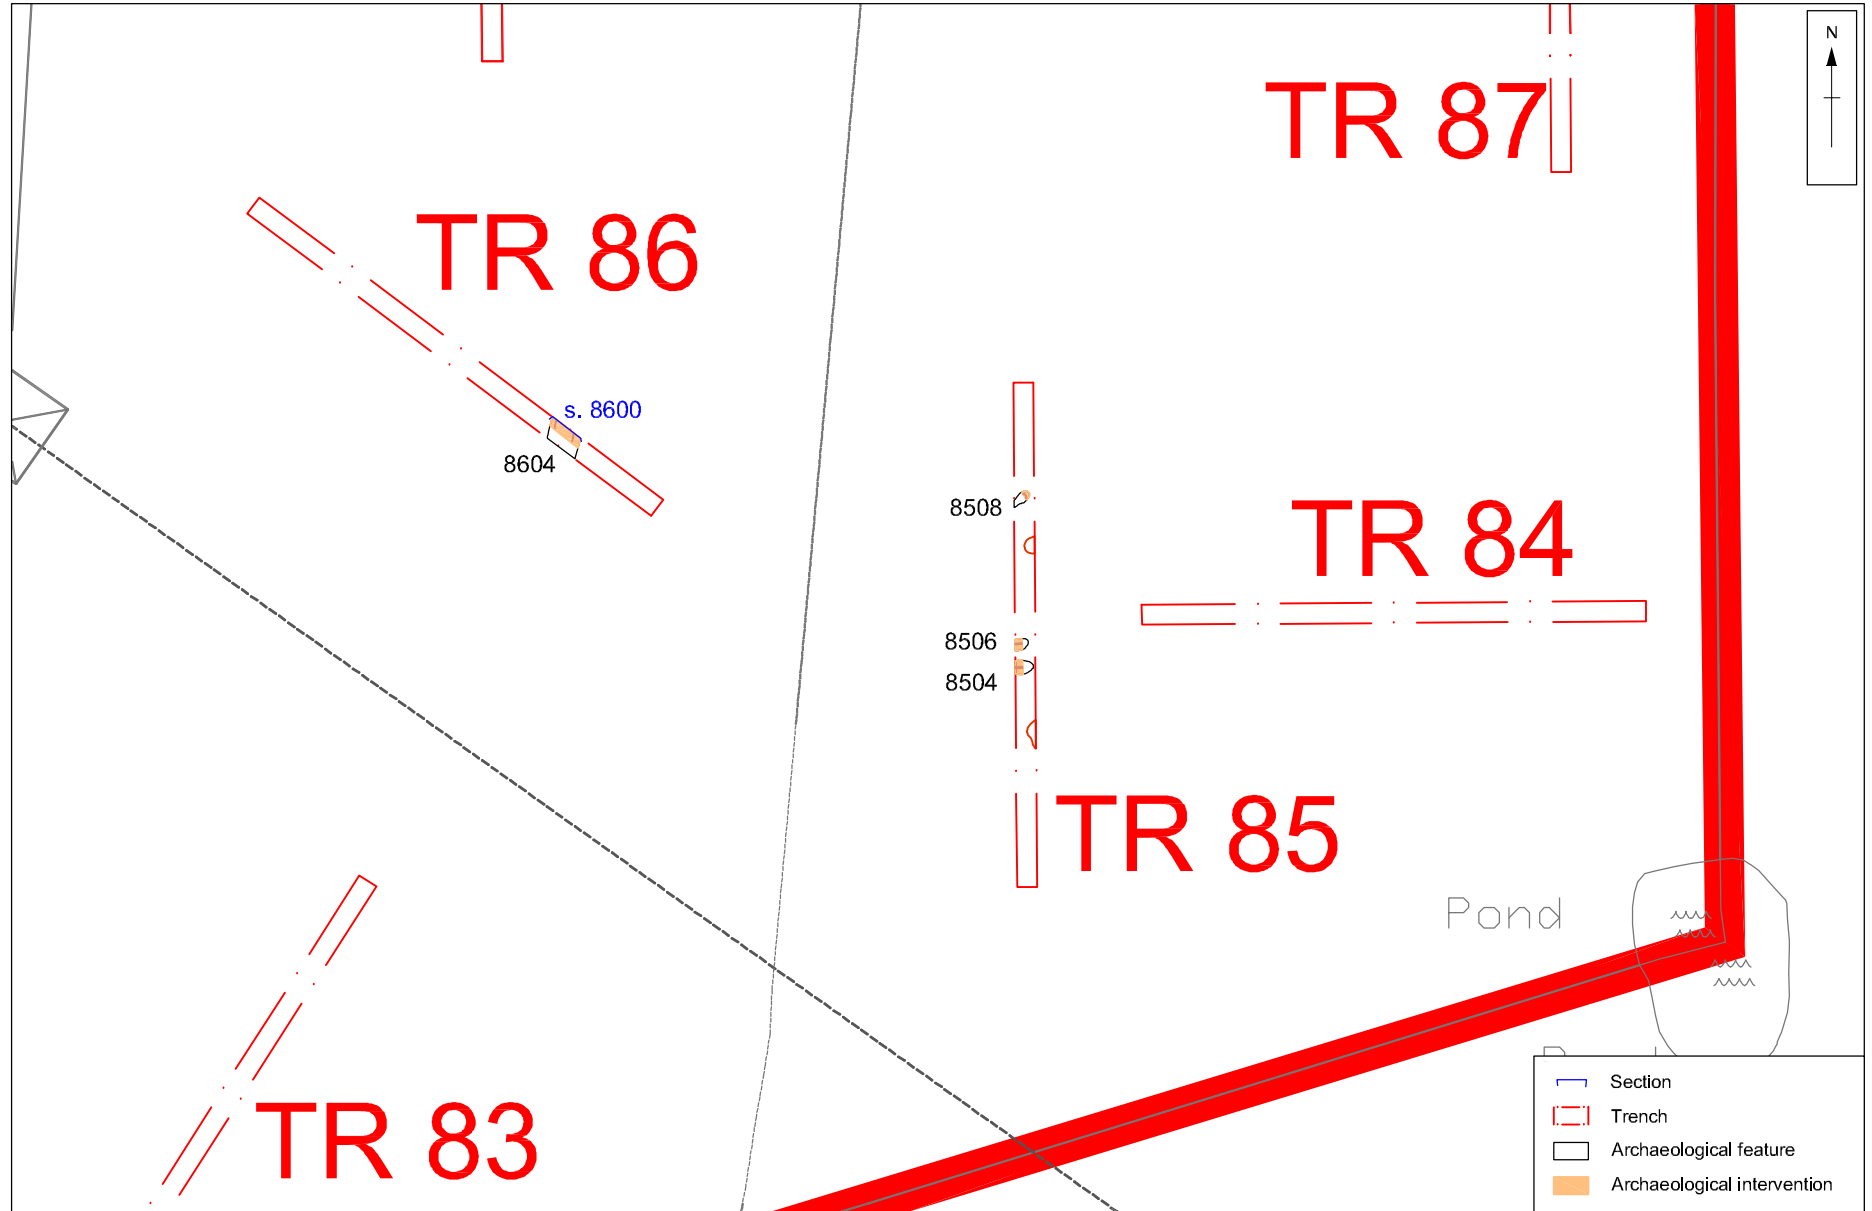 N
TR 87
TR 86
s. 8600
8604
8508
TR 84
8506
8504
TR 85
Pond
TR 83
Section
Trench
Archaeological feature
Archaeological intervention